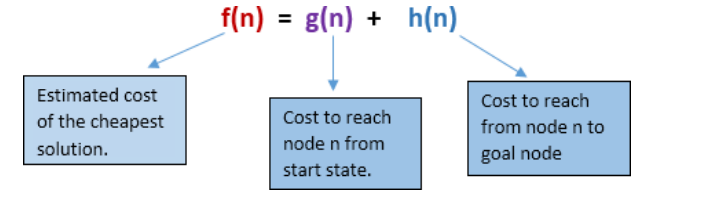 f(n) = g(n) + h(n)
Estimated cost
of the cheapest
solution.
Cost to reach
node n from
start state.
Cost to reach
from node n to
goal node